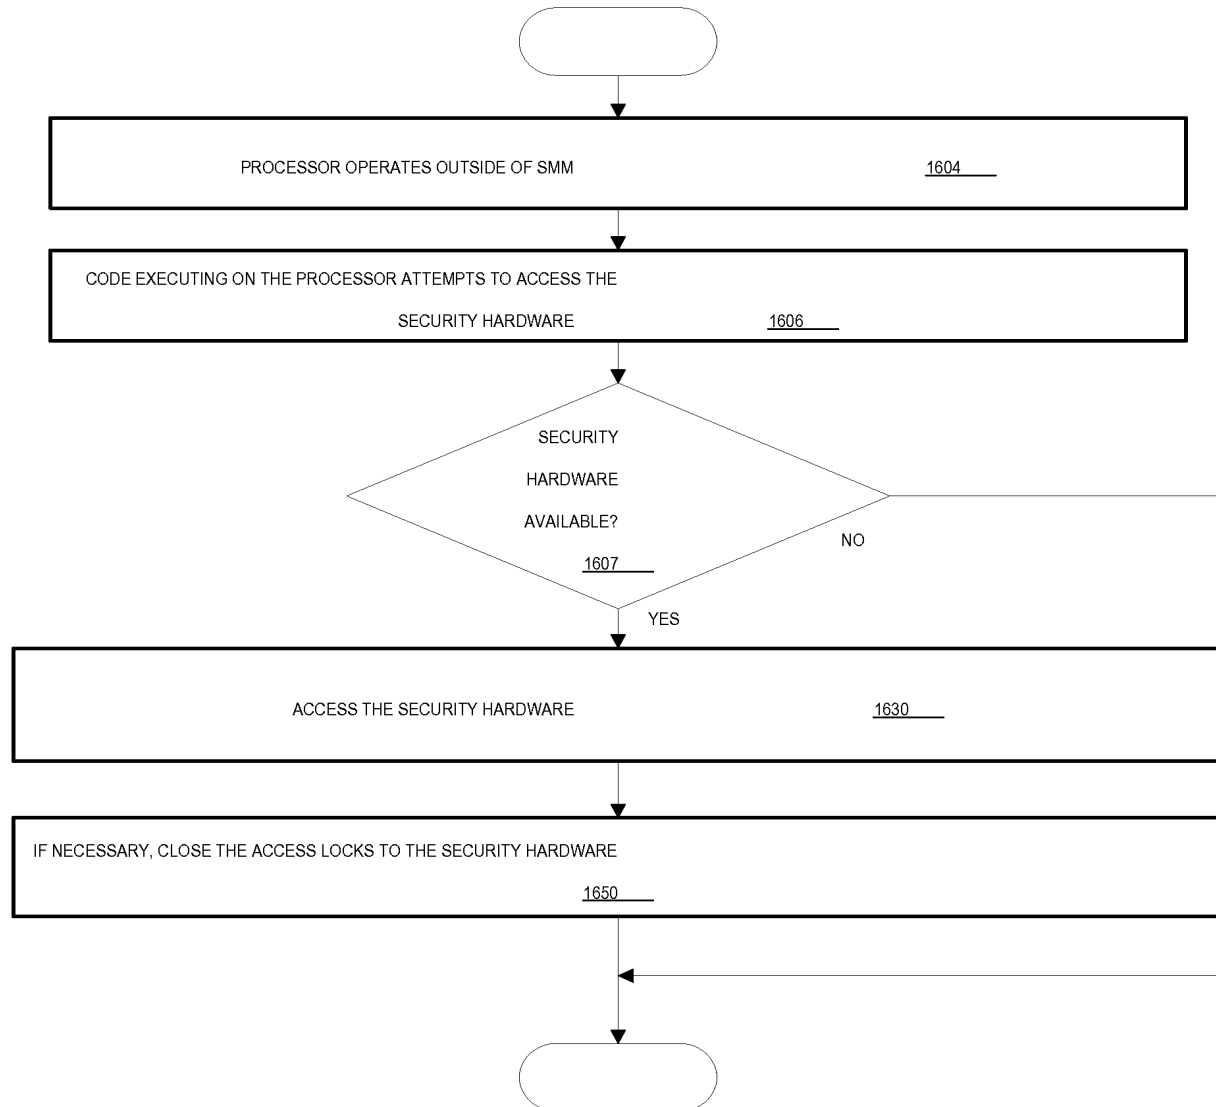 PROCESSOR OPERATES OUTSIDE OF SMM 1604
CODE EXECUTING ON THE PROCESSOR ATTEMPTS TO ACCESS THE
SECURITY HARDWARE 1606
SECURITY
HARDWARE
AVAILABLE?
1607
NO
YES
ACCESS THE SECURITY HARDWARE 1630
IF NECESSARY, CLOSE THE ACCESS LOCKS TO THE SECURITY HARDWARE
1650